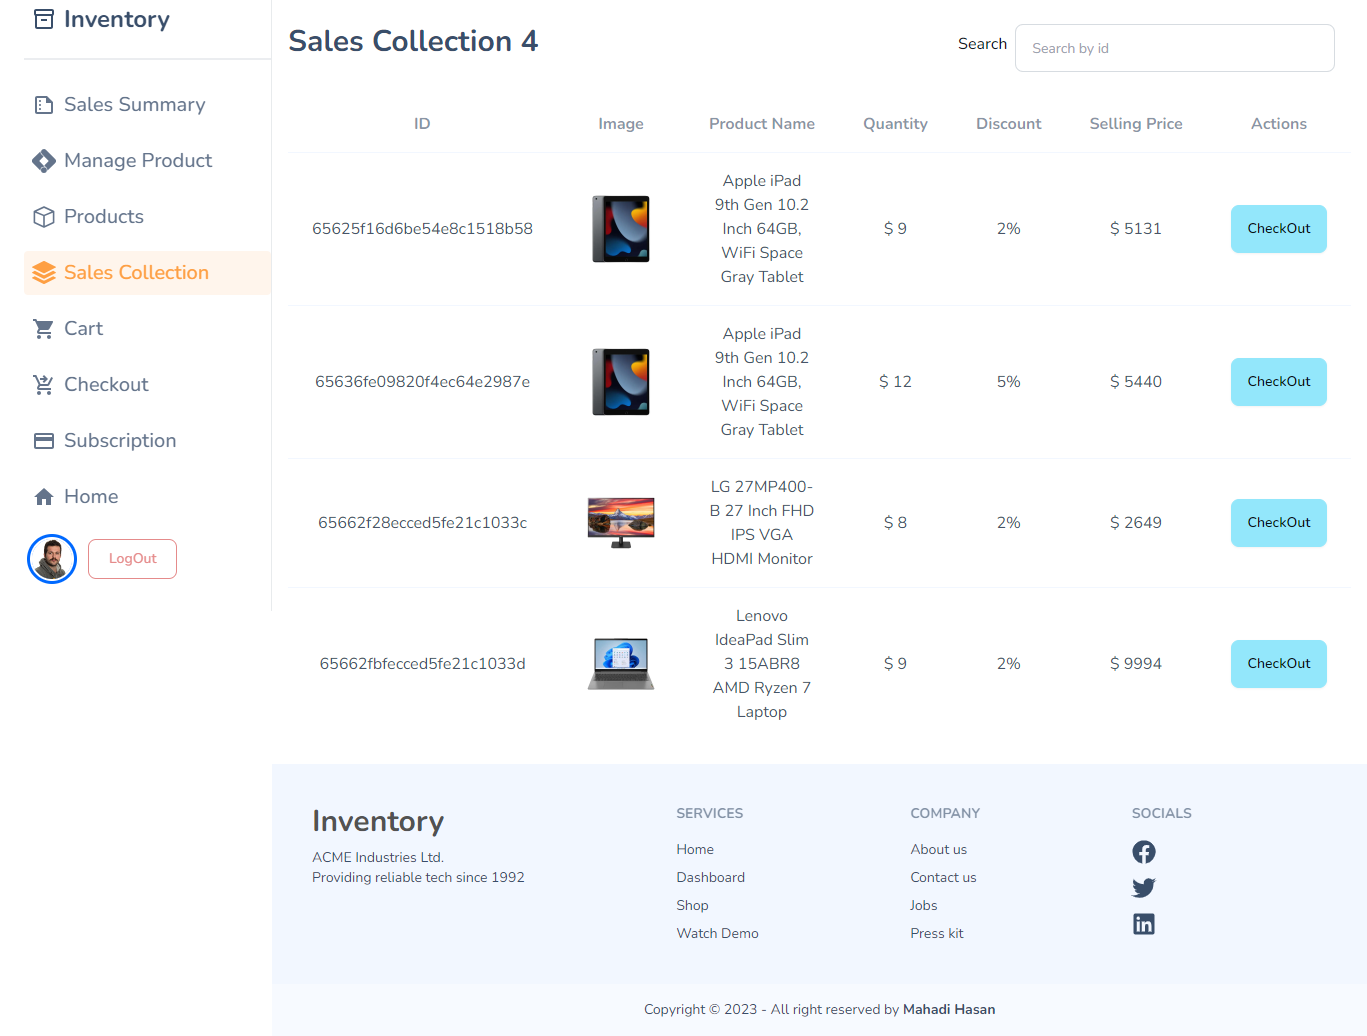 Inventory
Sales Summary
Manage Product
Products
Sales Collection
Cart
Checkout
Subscription
Home
LogOut
Sales Collection 4
Search
Search by id
ID Image Product Name Quantity Discount Selling Price Actions
65625f16d6be54e8c1518b58
Apple iPad
9th Gen 10.2
Inch 64GB,
WiFi Space
Gray Tablet
$ 9
2%
$ 5131
CheckOut
65636fe09820f4ec64e2987e
Apple iPad
9th Gen 10.2
Inch 64GB,
WiFi Space
Gray Tablet
$ 12
5%
$ 5440
CheckOut
65662f28ecced5fe21c1033c
LG 27MP400-
B 27 Inch FHD
IPS VGA
HDMI Monitor
$ 8
2%
$ 2649
CheckOut
65662fbfecced5fe21c1033d
Lenovo
IdeaPad Slim
3 15ABR8
AMD Ryzen 7
Laptop
$ 9
2%
$ 9994
CheckOut
Inventory
ACME Industries Ltd.
Providing reliable tech since 1992
SERVICES
Home
Dashboard
Shop
Watch Demo
COMPANY
About us
Contact us
Jobs
Press kit
SOCIALS
Copyright © 2023 - All right reserved by Mahadi Hasan